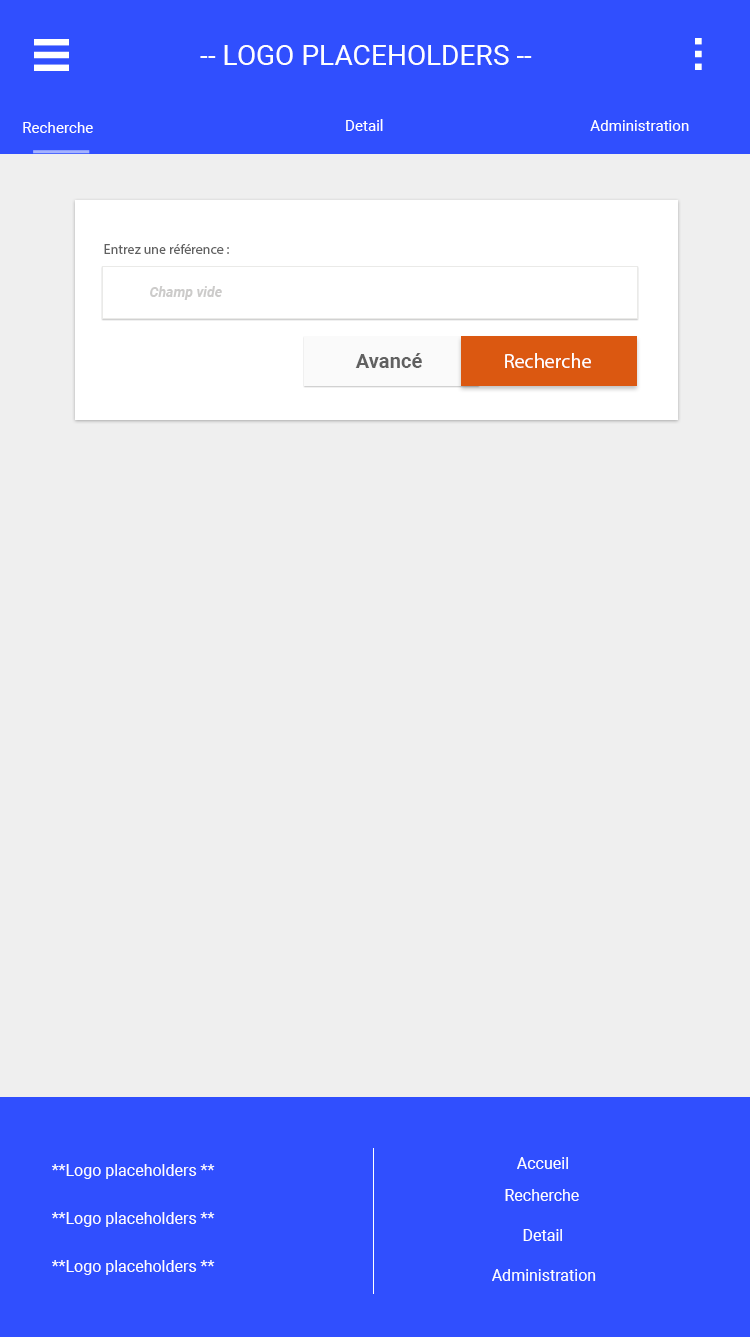 -- LOGO PLACEHOLDERS --
Recherche
Detail
Administration
Entrez une référence :
Champ vide
Avancé
Recherche
**Logo placeholders **
**Logo placeholders **
**Logo placeholders **
Accueil
Recherche
Detail
Administration